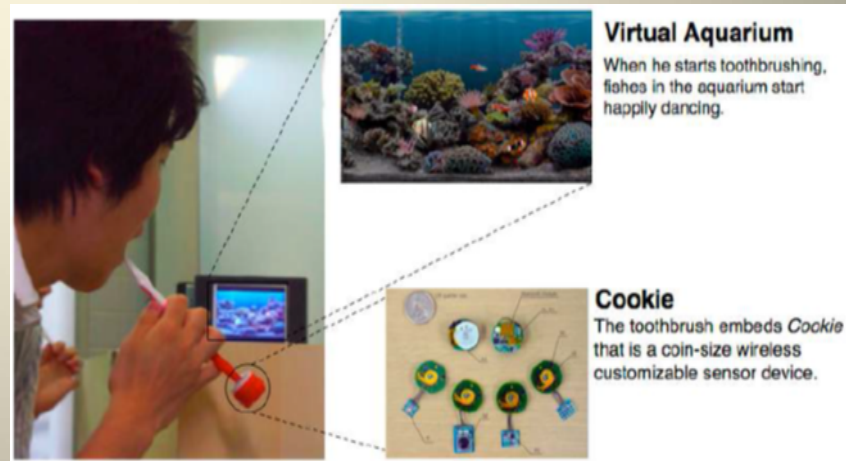 Virtual Aquarium
When he starts toothbrushing,
fishes in the aquarium start
happily dancing.
Cookie
The toothbrush embeds Cookie
that is a coin-size wireless
customizable sensor device.